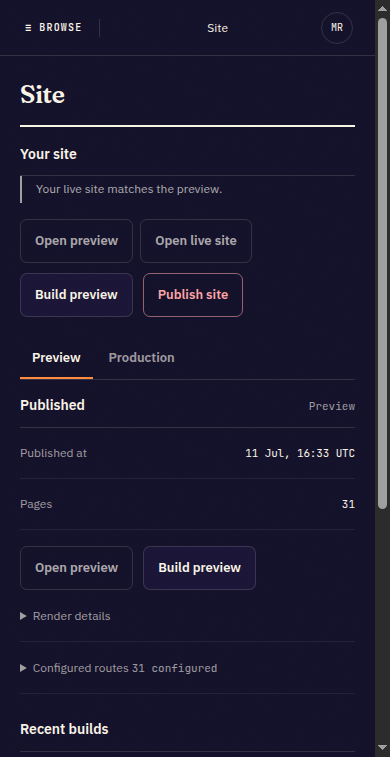 ≡ BROWSE
Site
MR
Site
Your site
Your live site matches the preview.
Open preview
Open live site
Build preview
Publish site
Preview
Production
Published
Preview
Published at
11 Jul, 16:33 UTC
Pages
31
Open preview
Build preview
Render details
Configured routes 31 configured
Recent builds